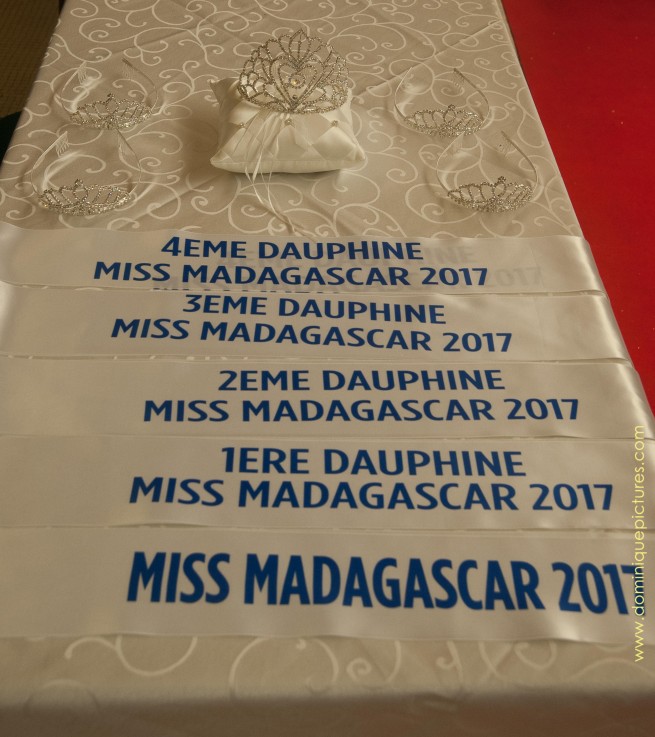 4EME DAUPHINE
MISS MADAGASCAR 2017
3EME DAUPHINE
MISS MADAGASCAR 2017
2EME DAUPHINE
MISS MADAGASCAR 2017
1ERE DAUPHINE
MISS MADAGASCAR 2017
MISS MADAGASCAR 2017
www.dominiquepictures.com